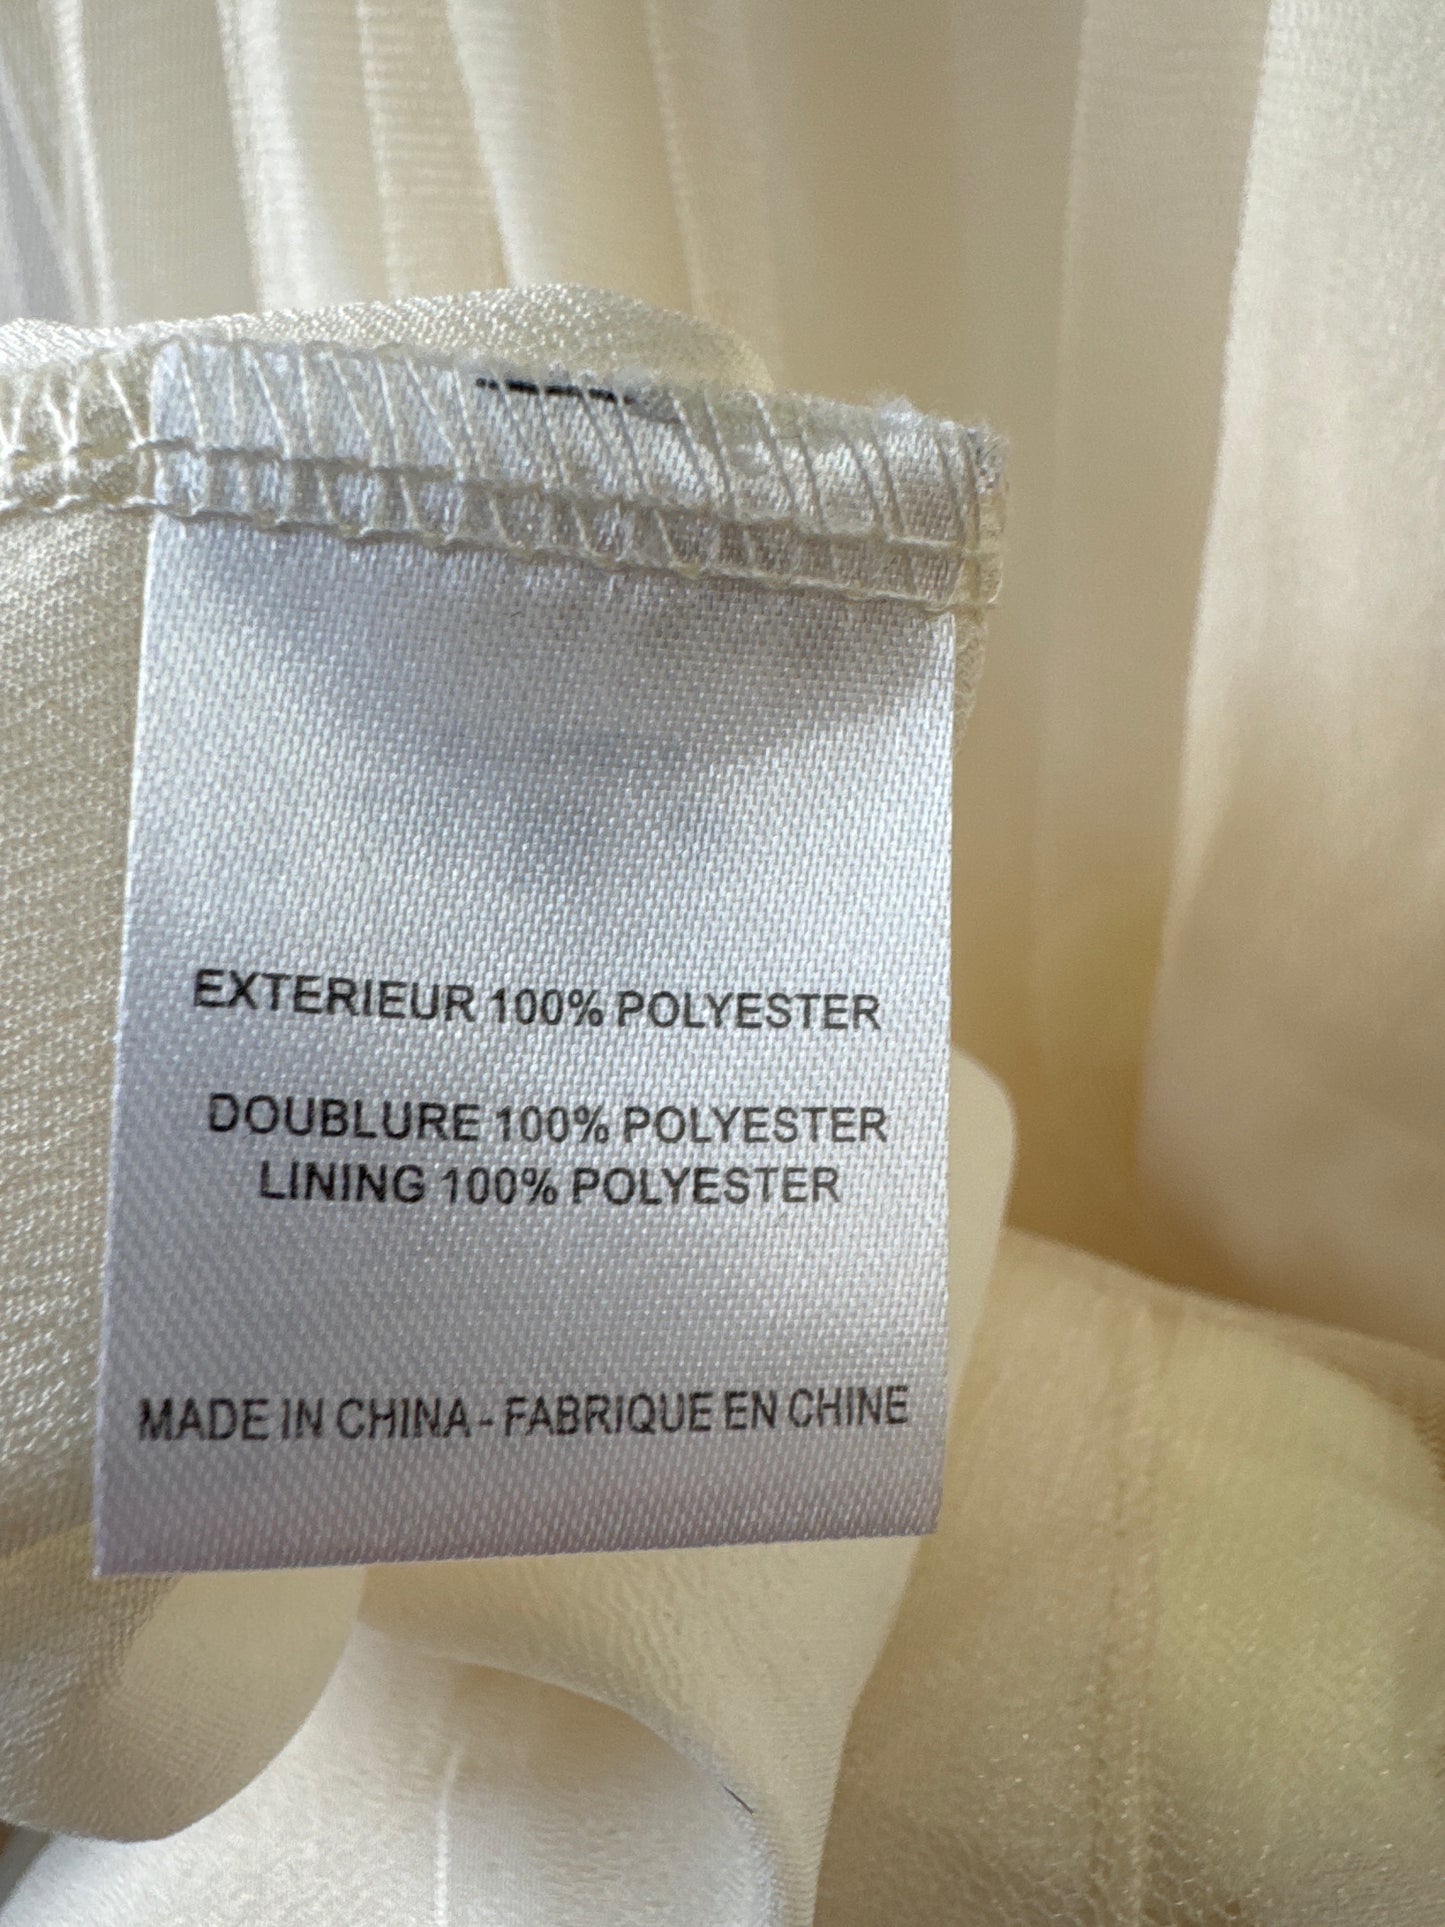 EXTERIEUR 100% POLYESTER
DOUBLURE 100% POLYESTER
LINING 100% POLYESTER
MADE IN CHINA - FABRIQUE EN CHINE